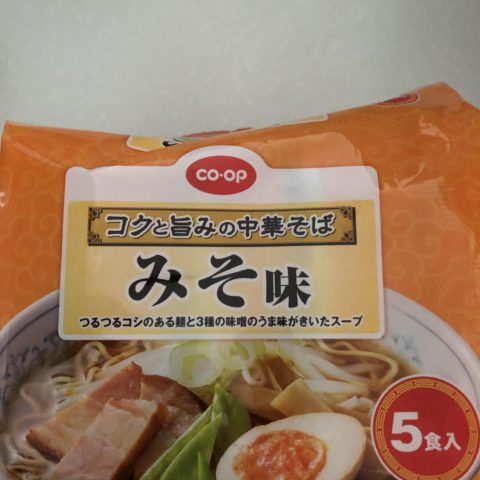 CO·OP
コクと旨みの中華そば
みそ味
つるつるコシのある麺と3種の味噌のうま味がきいたスープ
5食入